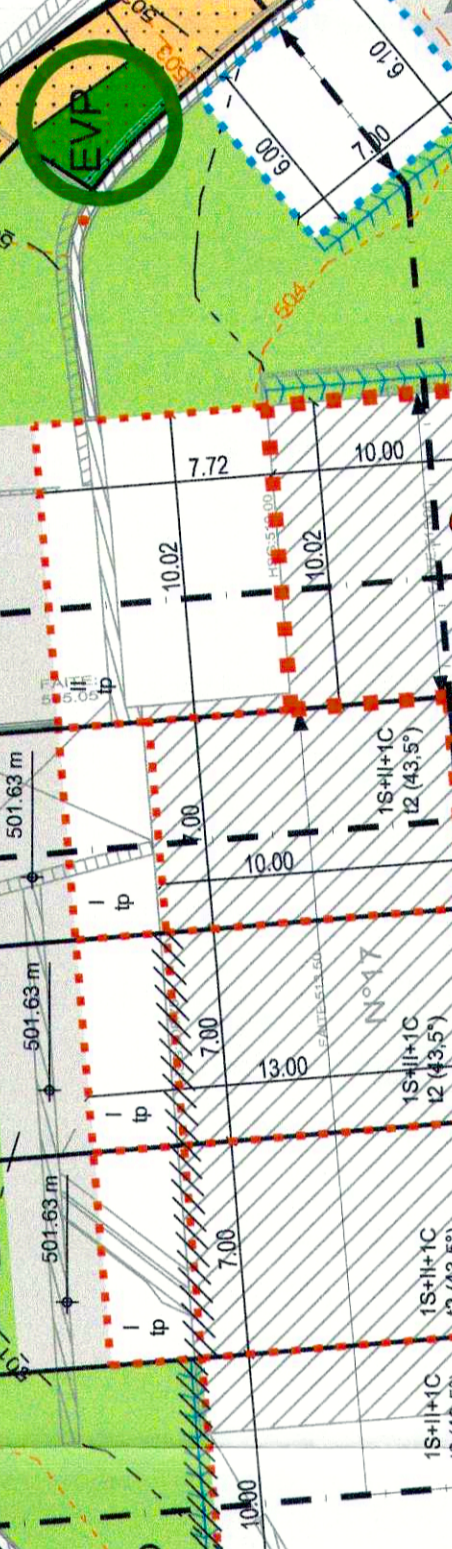 EVP
503
6.10
7.00
6.00
504
7.72
10.00
10.02
10.02
FAITE:
tp
501.63 m
1S+II+1C
t2 (43,5°)
7.00
10.00
I
tp
501.63 m
7.00
N°17
13.00
1S+II+1C
t2 (43,5°)
I
tp
501.63 m
7.00
1S+II+1C
I
tp
1S+II+1C
10.00